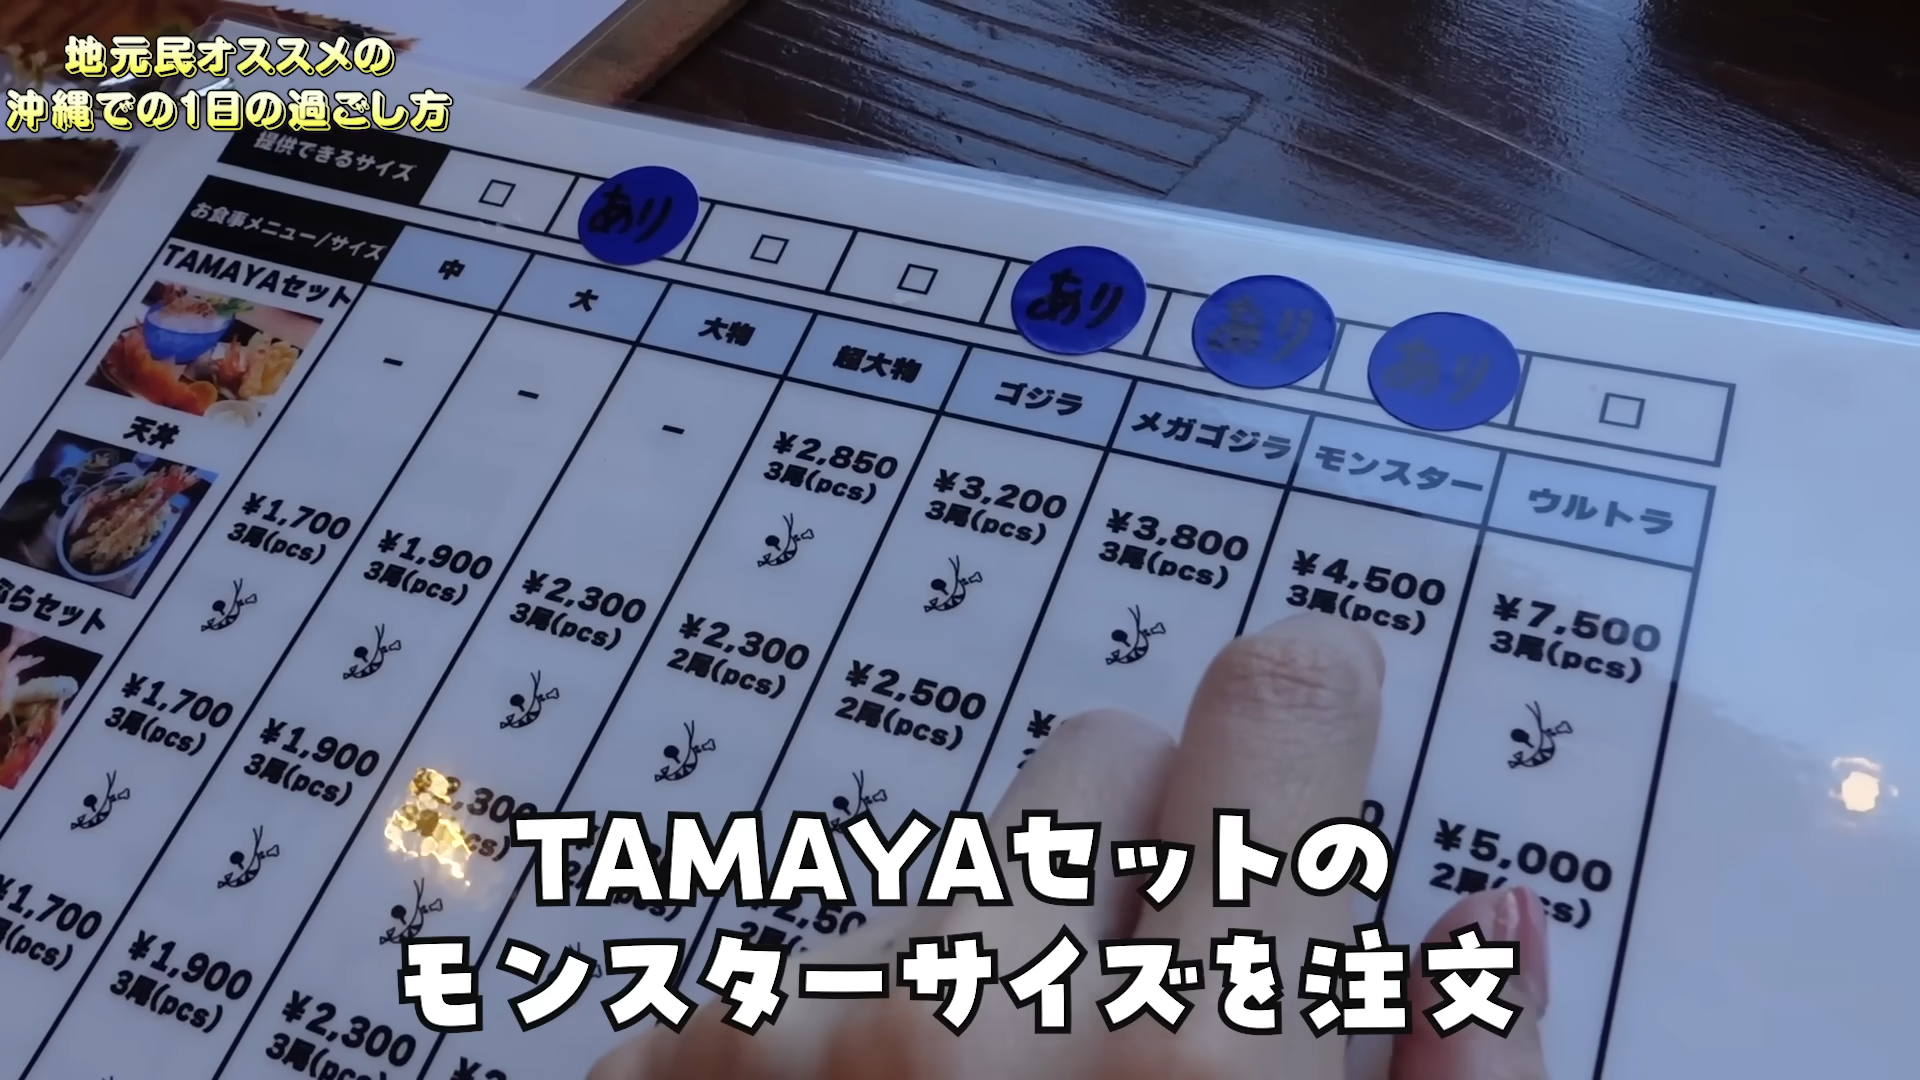 地元民オススメの
沖縄での1日の過ごし方
提供できるサイズ
□ あり □ □ あり あり あり □
お食事メニュー/サイズ
中 大 大物 超大物 ゴジラ メガゴジラ モンスター ウルトラ
TAMAYAセット
- - - ¥2,850 ¥3,200 ¥3,800 ¥4,500 ¥7,500
3尾(pcs) 3尾(pcs) 3尾(pcs) 3尾(pcs) 3尾(pcs)
天丼
¥1,700 ¥1,900 ¥2,300 ¥2,300 ¥2,500 ¥5,000
3尾(pcs) 3尾(pcs) 3尾(pcs) 2尾(pcs) 2尾(pcs)
ぷらセット
¥1,700 ¥1,900
3尾(pcs) 3尾(pcs)
¥1,700 ¥1,900 ¥2,300
3尾(pcs) 3尾(pcs)
TAMAYAセットの
モンスターサイズを注文